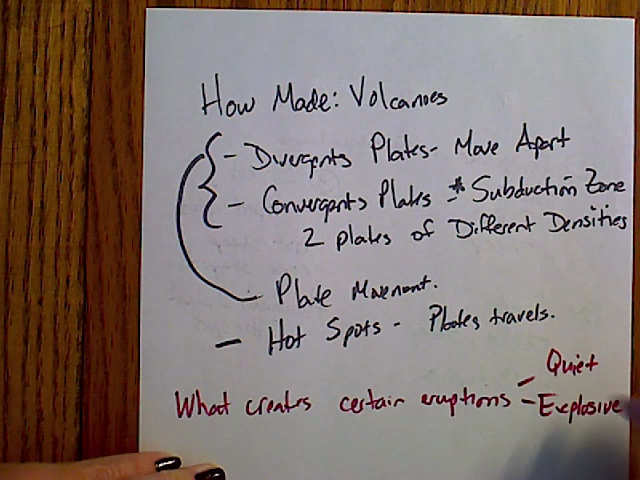 How Made: Volcanoes
- Divergents Plates - Move Apart
- Convergents Plates * Subduction Zone
2 plates of Different Densities
Plate Movement.
- Hot Spots - Plates travels.
Quiet
What creates certain eruptions - Explosive